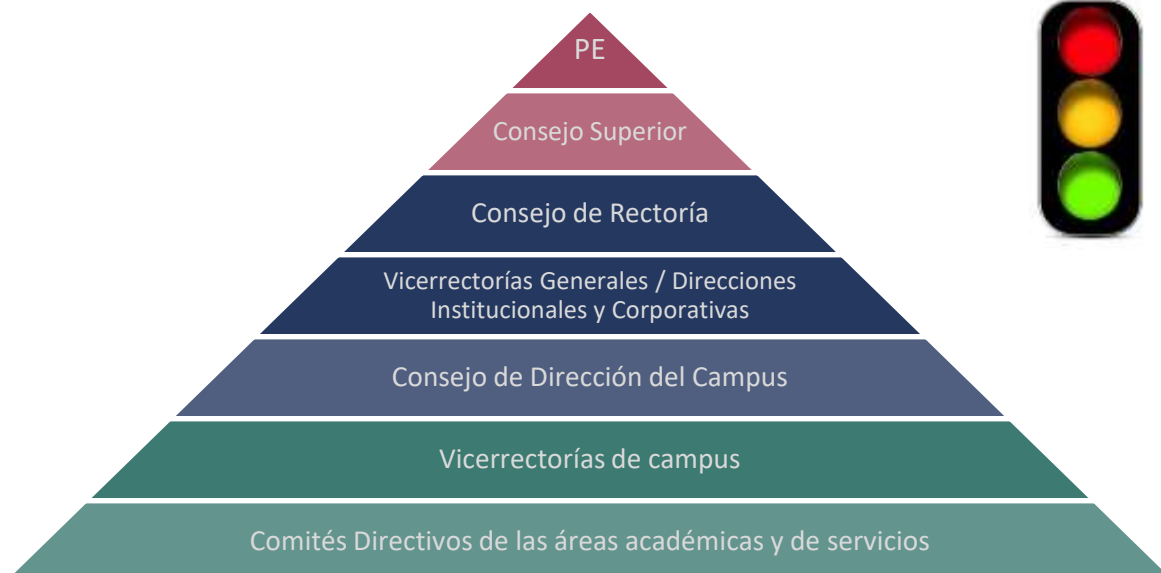 PE
Consejo Superior
Consejo de Rectoría
Vicerrectorías Generales / Direcciones
Institucionales y Corporativas
Consejo de Dirección del Campus
Vicerrectorías de campus
Comités Directivos de las áreas académicas y de servicios